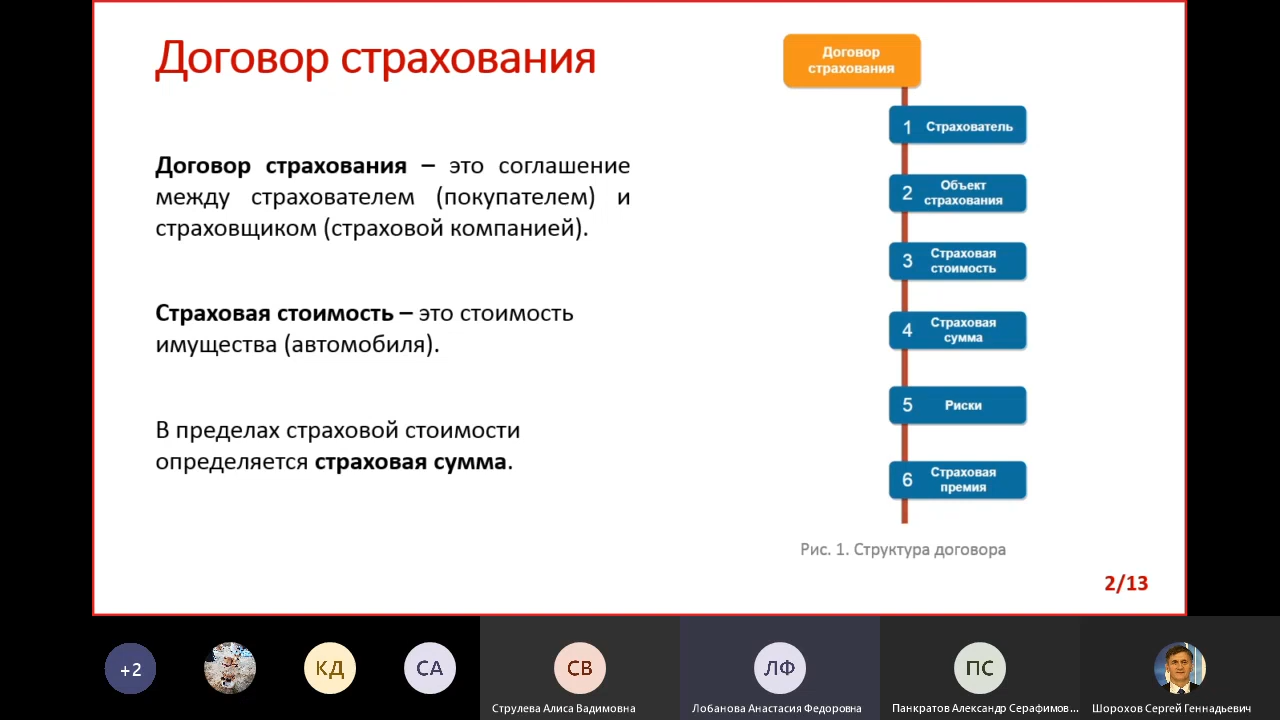 Договор страхования
Договор страхования – это соглашение
между страхователем (покупателем) и
страховщиком (страховой компанией).
Страховая стоимость – это стоимость
имущества (автомобиля).
В пределах страховой стоимости
определяется страховая сумма.
Договор
страхования
1 Страхователь
2 Объект
страхования
3 Страховая
стоимость
4 Страховая
сумма
5 Риски
6 Страховая
премия
Рис. 1. Структура договора
2/13
+2
КД
СА
СВ
ЛФ
ПС
Струлева Алиса Вадимовна
Лобанова Анастасия Федоровна
Панкратов Александр Серафимов...
Шорохов Сергей Геннадьевич